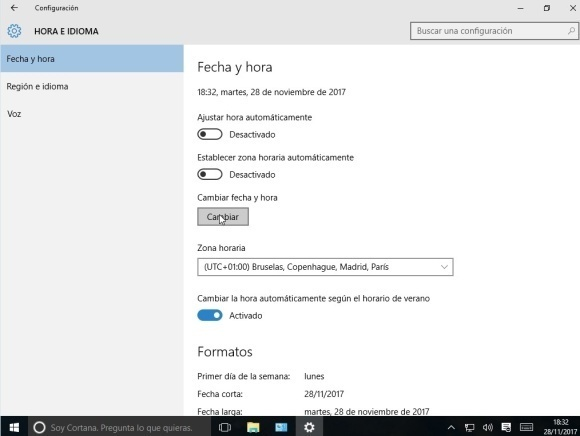 Configuración
HORA E IDIOMA
Buscar una configuración
Fecha y hora
Región e idioma
Voz
Fecha y hora
18:32, martes, 28 de noviembre de 2017
Ajustar hora automáticamente
Desactivado
Establecer zona horaria automáticamente
Desactivado
Cambiar fecha y hora
Cambiar
Zona horaria
(UTC+01:00) Bruselas, Copenhague, Madrid, París
Cambiar la hora automáticamente según el horario de verano
Activado
Formatos
Primer día de la semana: lunes
Fecha corta: 28/11/2017
Fecha larga: martes, 28 de noviembre de 2017
Soy Cortana. Pregunta lo que quieras.
18:32
28/11/2017